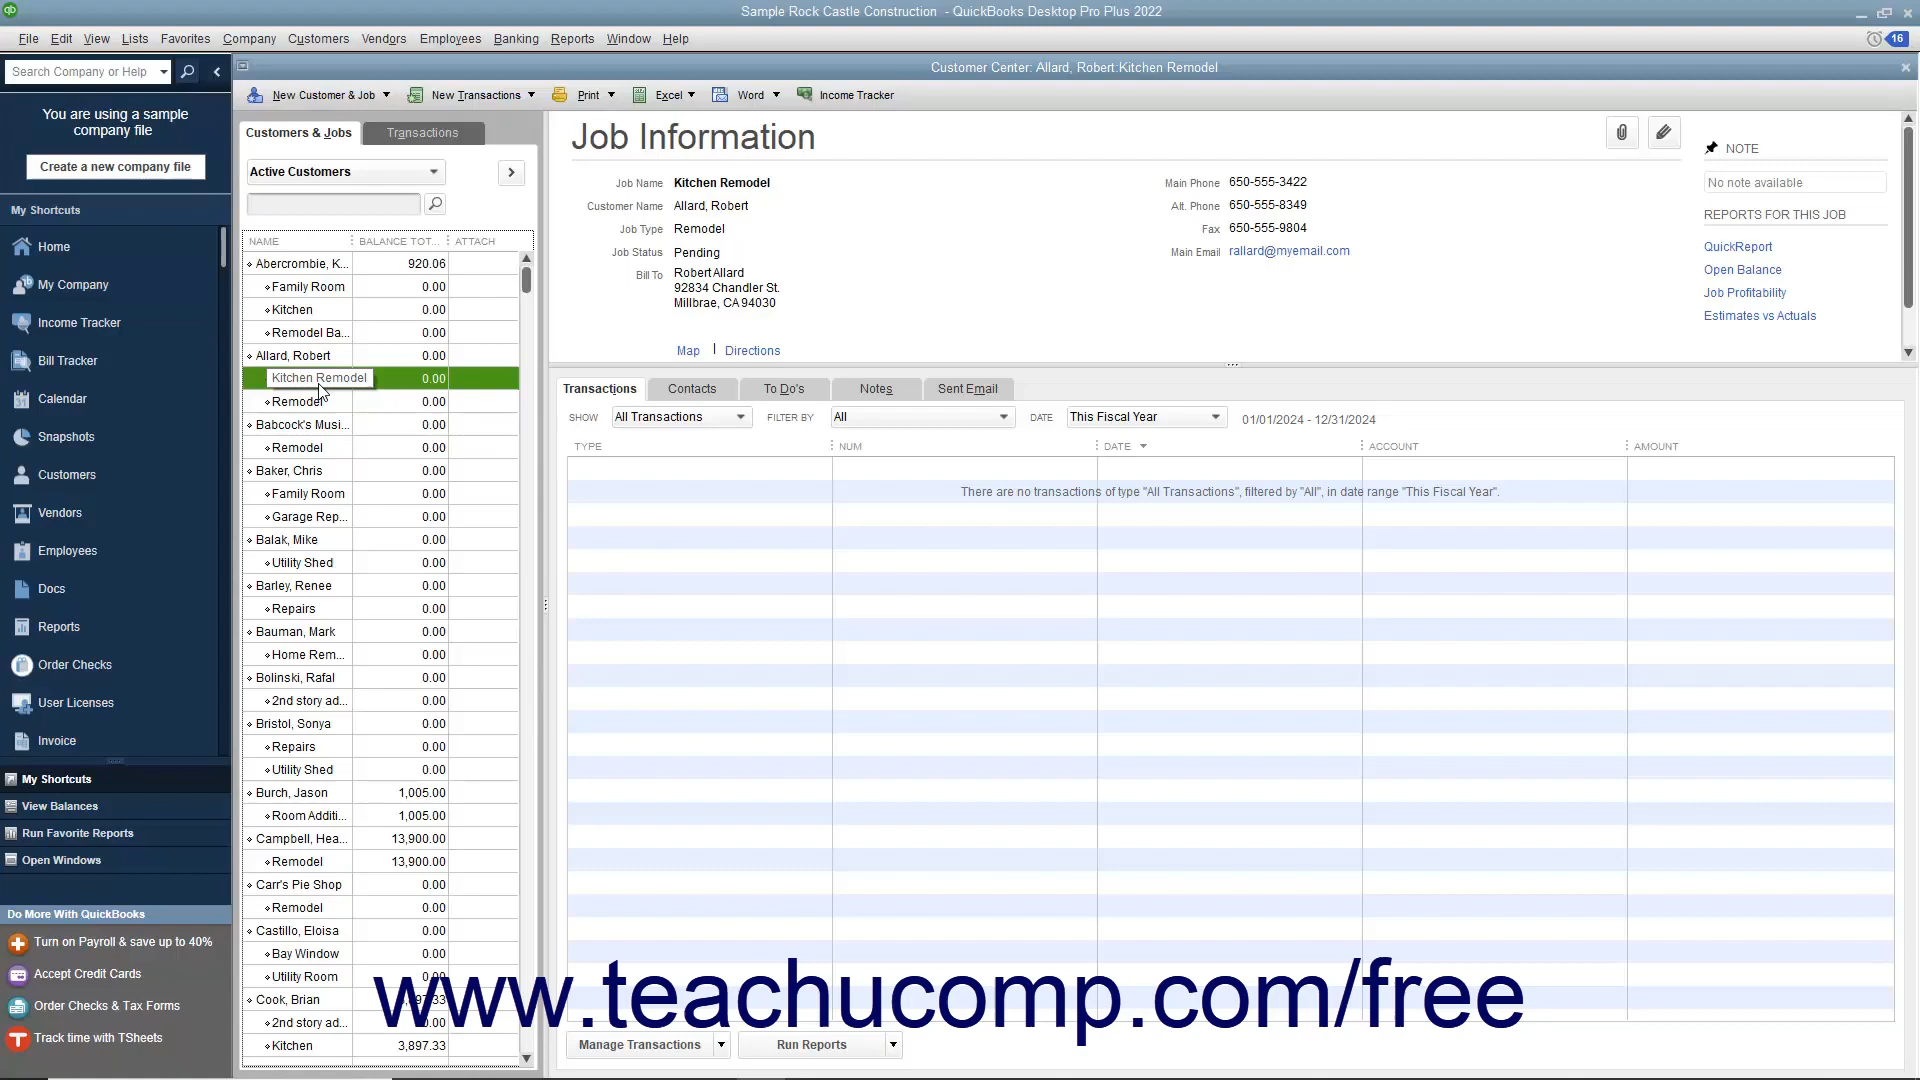 Sample Rock Castle Construction - QuickBooks Desktop Pro Plus 2022
File Edit View Lists Favorites Company Customers Vendors Employees Banking Reports Window Help 16
Search Company or Help
Customer Center: Allard, Robert:Kitchen Remodel
You are using a sample
company file
Create a new company file
New Customer & Job New Transactions Print Excel Word Income Tracker
My Shortcuts
Home
My Company
Income Tracker
Bill Tracker
Calendar
Snapshots
Customers
Vendors
Employees
Docs
Reports
Order Checks
User Licenses
Invoice
My Shortcuts
View Balances
Run Favorite Reports
Open Windows
Do More With QuickBooks
Turn on Payroll & save up to 40%
Accept Credit Cards
Order Checks & Tax Forms
Track time with TSheets
Customers & Jobs Transactions
Active Customers
NAME BALANCE TOT... ATTACH
Abercrombie, K... 920.06
Family Room 0.00
Kitchen 0.00
Remodel Ba... 0.00
Allard, Robert 0.00
Kitchen Remodel 0.00
Remodel 0.00
Babcock's Musi... 0.00
Remodel 0.00
Baker, Chris 0.00
Family Room 0.00
Garage Rep... 0.00
Balak, Mike 0.00
Utility Shed 0.00
Barley, Renee 0.00
Repairs 0.00
Bauman, Mark 0.00
Home Rem... 0.00
Bolinski, Rafal 0.00
2nd story ad... 0.00
Bristol, Sonya 0.00
Repairs 0.00
Utility Shed 0.00
Burch, Jason 1,005.00
Room Additi... 1,005.00
Campbell, Hea... 13,900.00
Remodel 13,900.00
Carr's Pie Shop 0.00
Remodel 0.00
Castillo, Eloisa 0.00
Bay Window 0.00
Utility Room 0.00
Cook, Brian
2nd story ad... 0.00
Kitchen 3,897.33
Job Information
Job Name Kitchen Remodel
Customer Name Allard, Robert
Job Type Remodel
Job Status Pending
Bill To Robert Allard
92834 Chandler St.
Millbrae, CA 94030
Map | Directions
Main Phone 650-555-3422
Alt. Phone 650-555-8349
Fax 650-555-9804
Main Email rallard@myemail.com
NOTE
No note available
REPORTS FOR THIS JOB
QuickReport
Open Balance
Job Profitability
Estimates vs Actuals
Transactions Contacts To Do's Notes Sent Email
SHOW All Transactions FILTER BY All DATE This Fiscal Year 01/01/2024 - 12/31/2024
TYPE NUM DATE ACCOUNT AMOUNT
There are no transactions of type "All Transactions", filtered by "All", in date range "This Fiscal Year".
www.teachucomp.com/free
Manage Transactions Run Reports